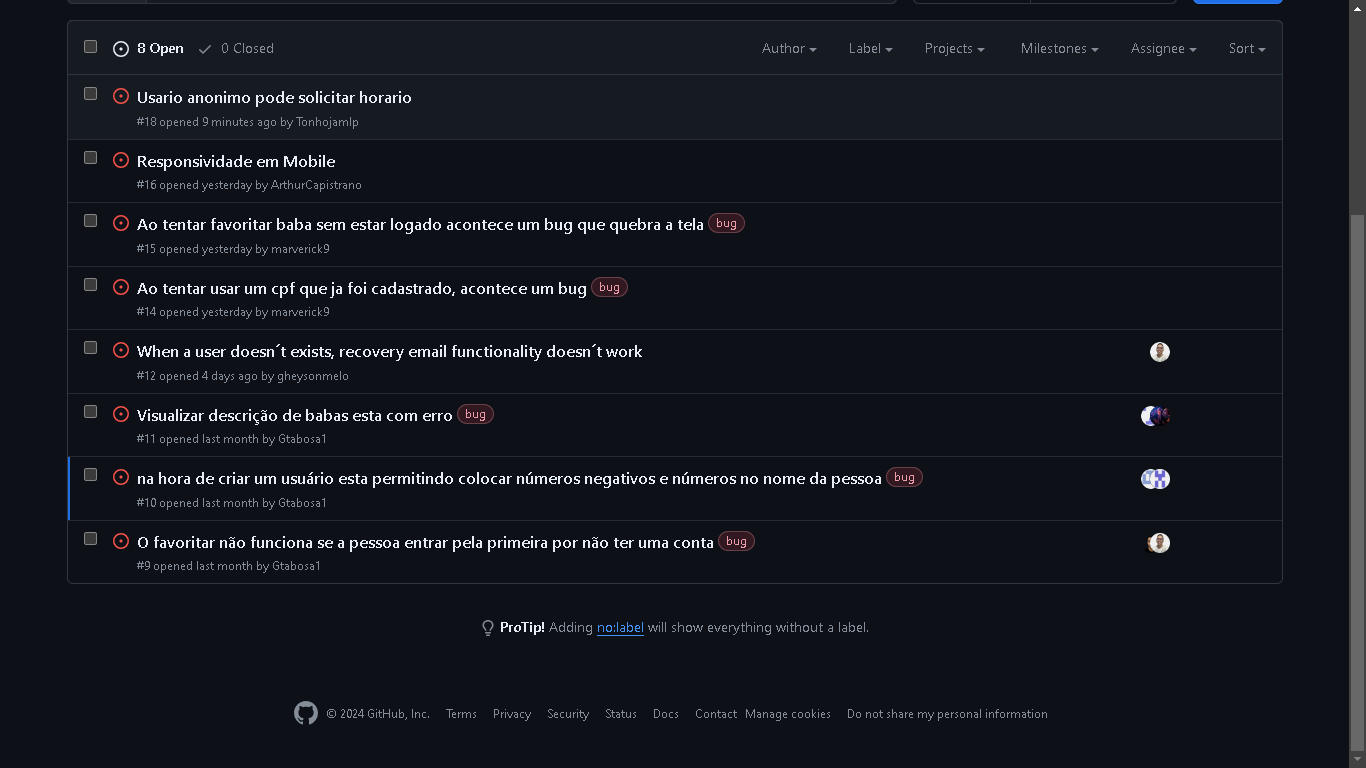 8 Open 0 Closed Author Label Projects Milestones Assignee Sort
Usario anonimo pode solicitar horario
#18 opened 9 minutes ago by Tonhojamlp
Responsividade em Mobile
#16 opened yesterday by ArthurCapistrano
Ao tentar favoritar baba sem estar logado acontece um bug que quebra a tela bug
#15 opened yesterday by marverick9
Ao tentar usar um cpf que ja foi cadastrado, acontece um bug bug
#14 opened yesterday by marverick9
When a user doesn´t exists, recovery email functionality doesn´t work
#12 opened 4 days ago by gheysonmelo
Visualizar descrição de babas esta com erro bug
#11 opened last month by Gtabosa1
na hora de criar um usuário esta permitindo colocar números negativos e números no nome da pessoa bug
#10 opened last month by Gtabosa1
O favoritar não funciona se a pessoa entrar pela primeira por não ter uma conta bug
#9 opened last month by Gtabosa1
ProTip! Adding no:label will show everything without a label.
© 2024 GitHub, Inc. Terms Privacy Security Status Docs Contact Manage cookies Do not share my personal information